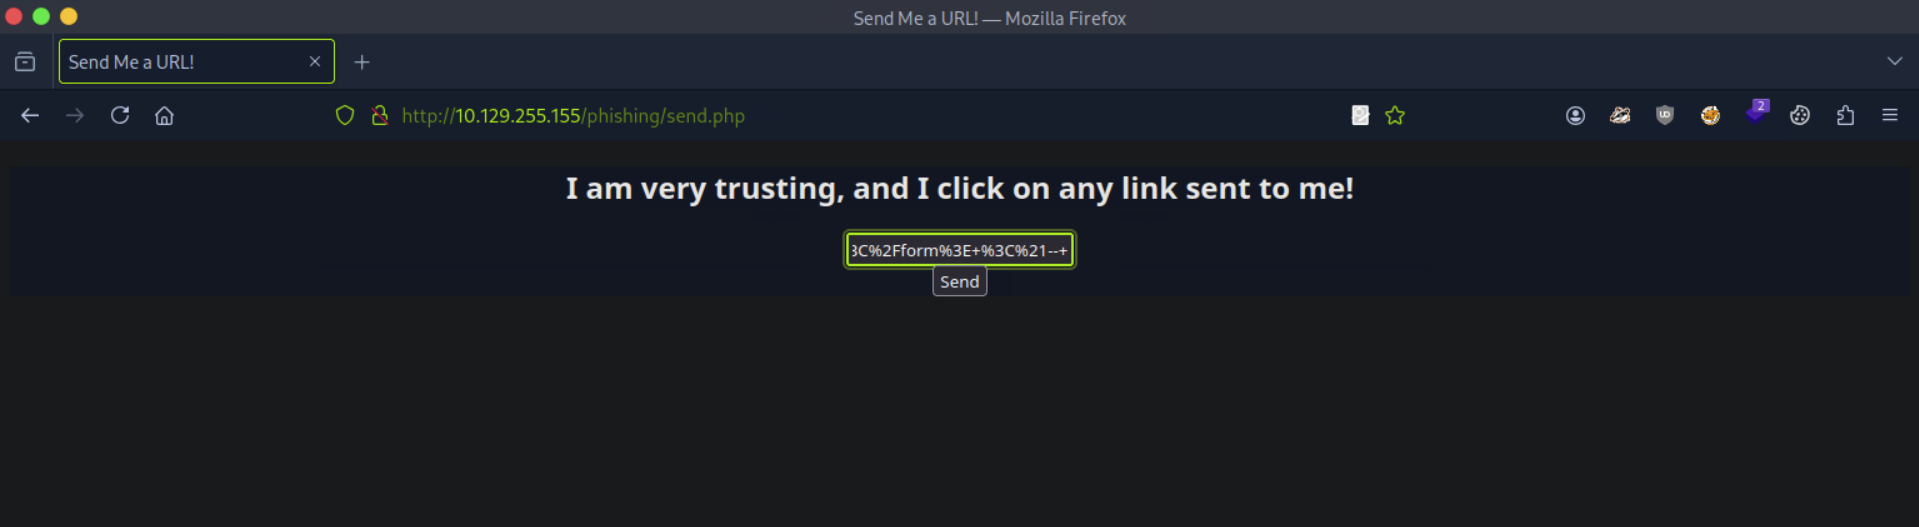 Send Me a URL! — Mozilla Firefox
Send Me a URL!
http://10.129.255.155/phishing/send.php
2
I am very trusting, and I click on any link sent to me!
3C%2Fform%3E+%3C%21--+
Send